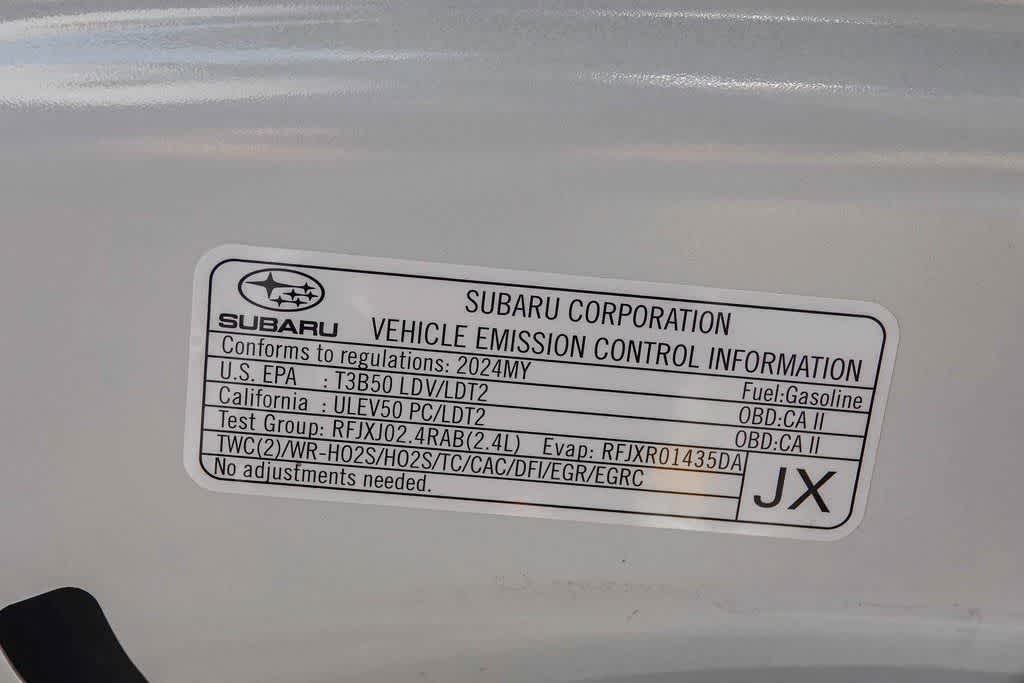 SUBARU
SUBARU CORPORATION
VEHICLE EMISSION CONTROL INFORMATION
Conforms to regulations: 2024MY Fuel:Gasoline
U.S. EPA : T3B50 LDV/LDT2 OBD:CA II
California : ULEV50 PC/LDT2 OBD:CA II
Test Group: RFJXJ02.4RAB(2.4L) Evap: RFJXR01435DA
TWC(2)/WR-HO2S/HO2S/TC/CAC/DFI/EGR/EGRC
No adjustments needed.
JX